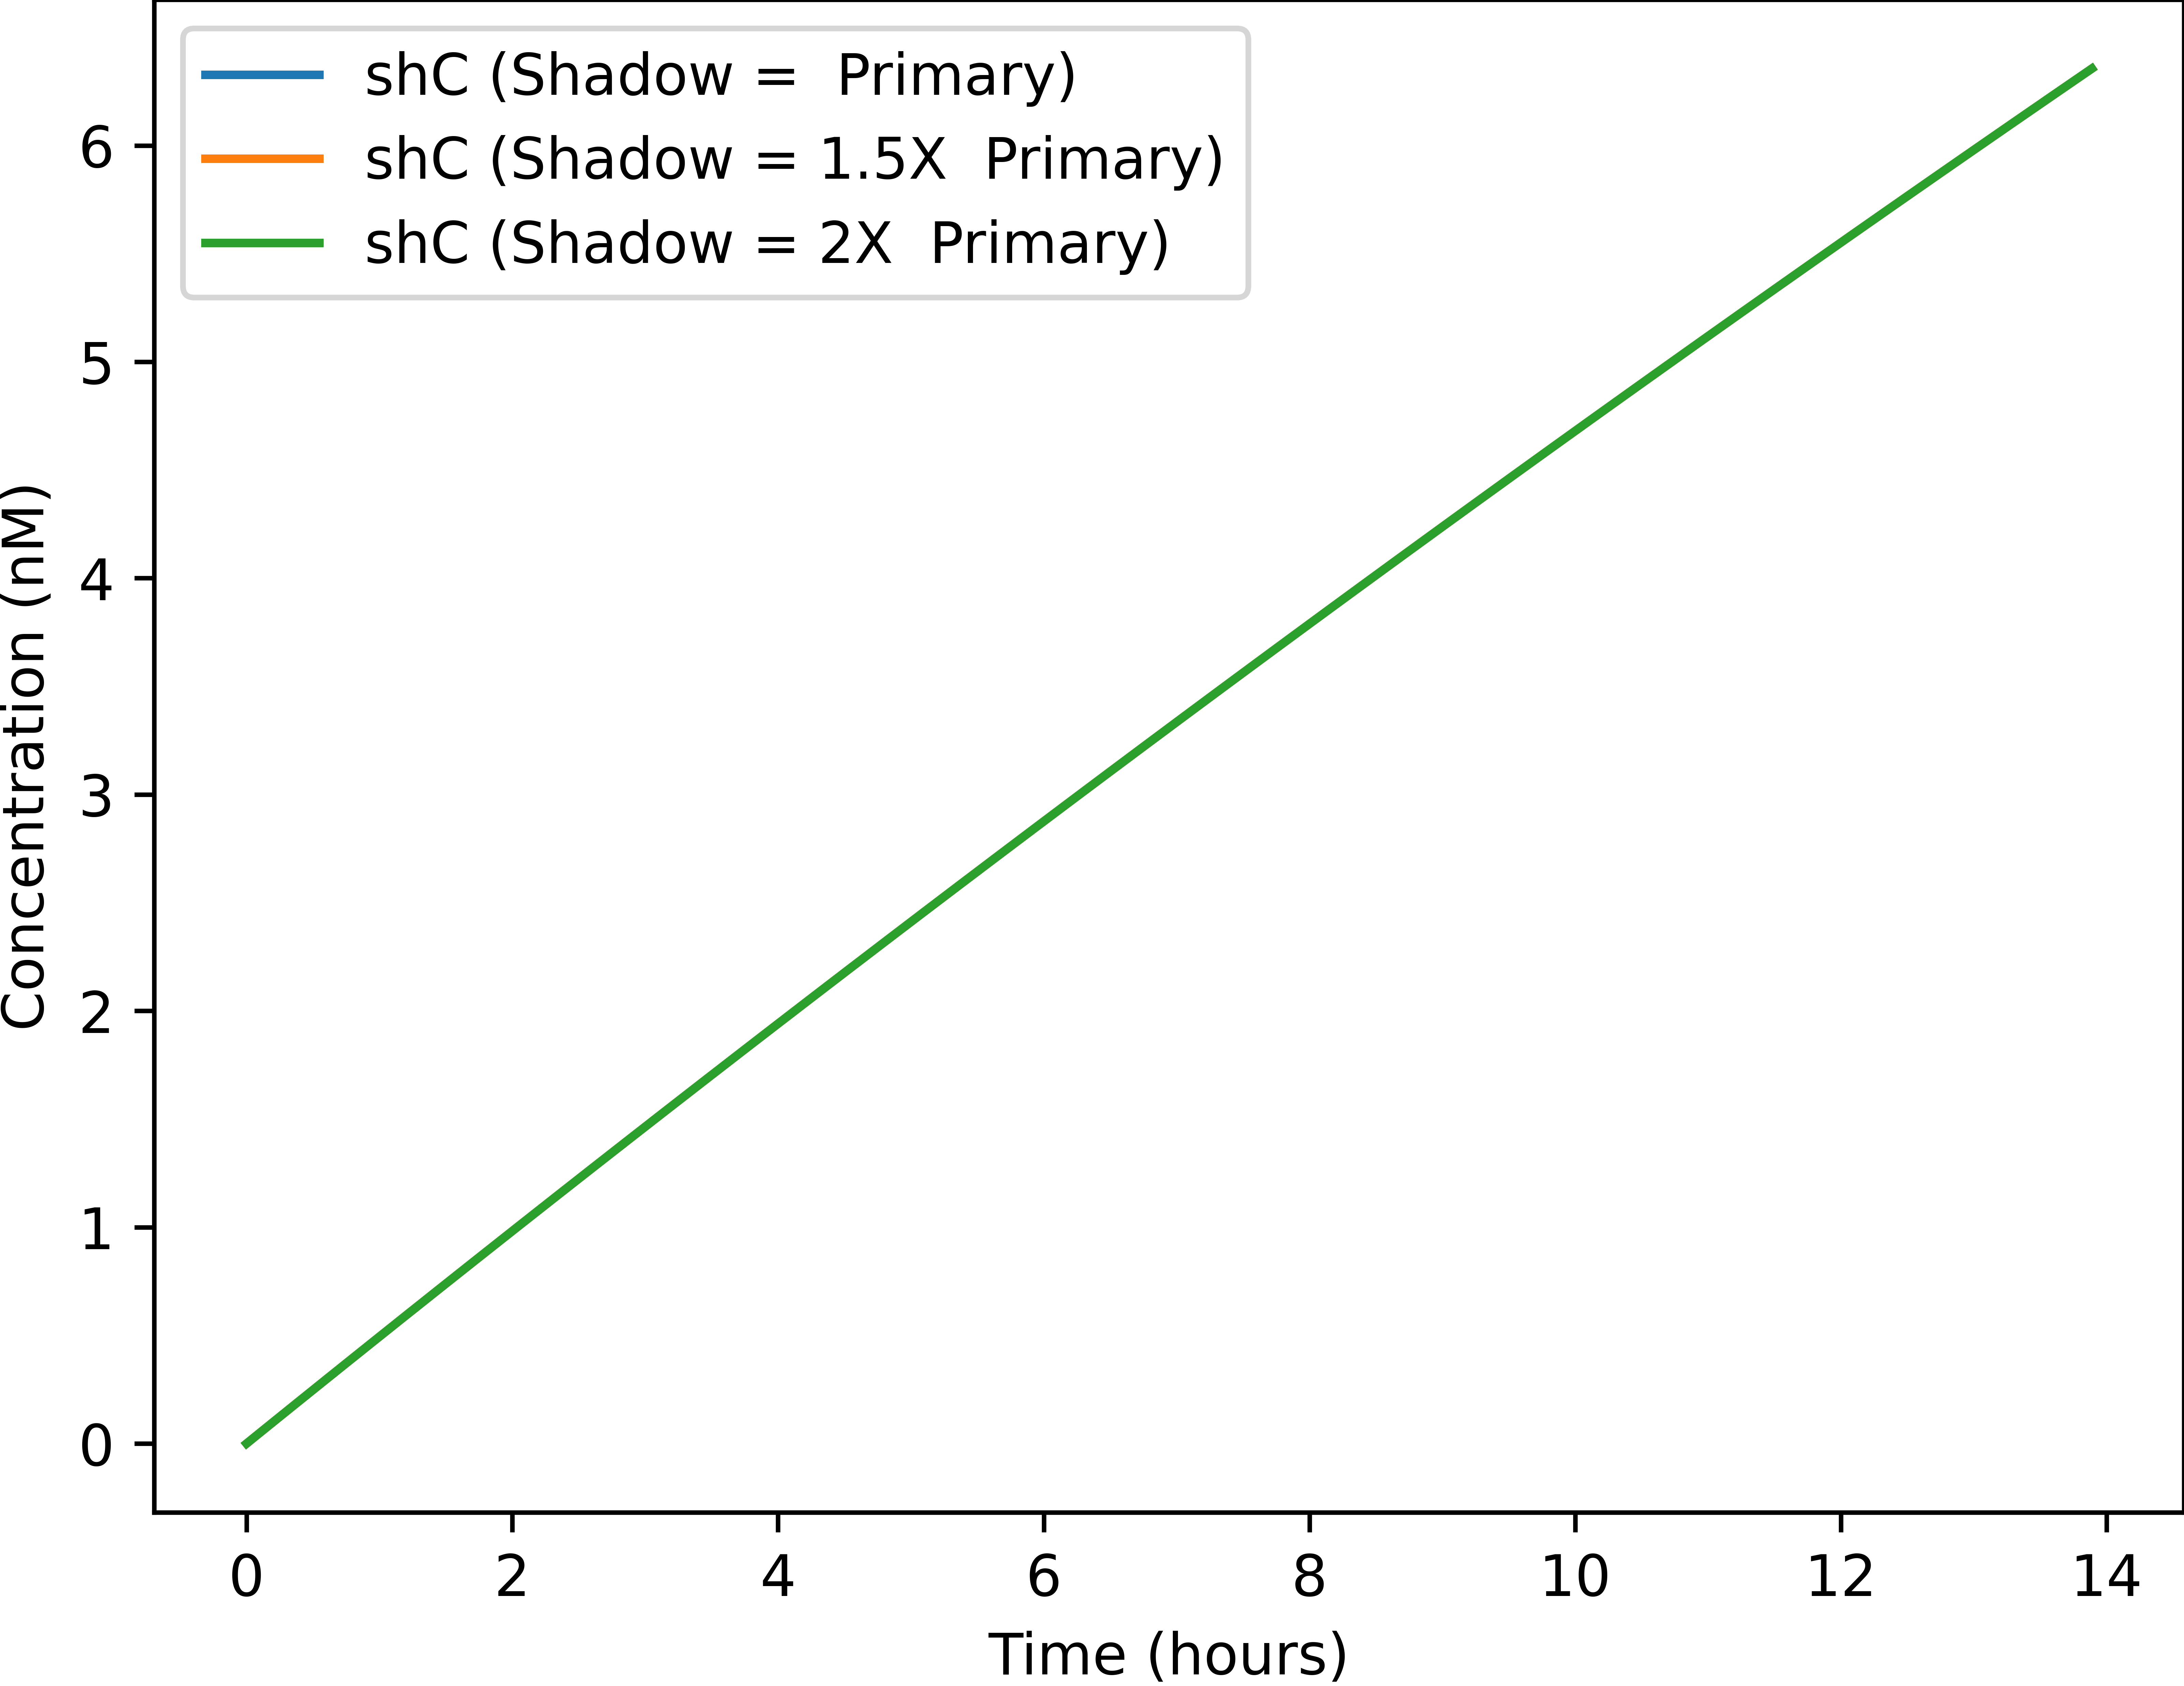 shC (Shadow =  Primary)
shC (Shadow = 1.5X  Primary)
shC (Shadow = 2X  Primary)
6
5
4
3
2
1
0
Concentration (nM)
0 2 4 6 8 10 12 14
Time (hours)